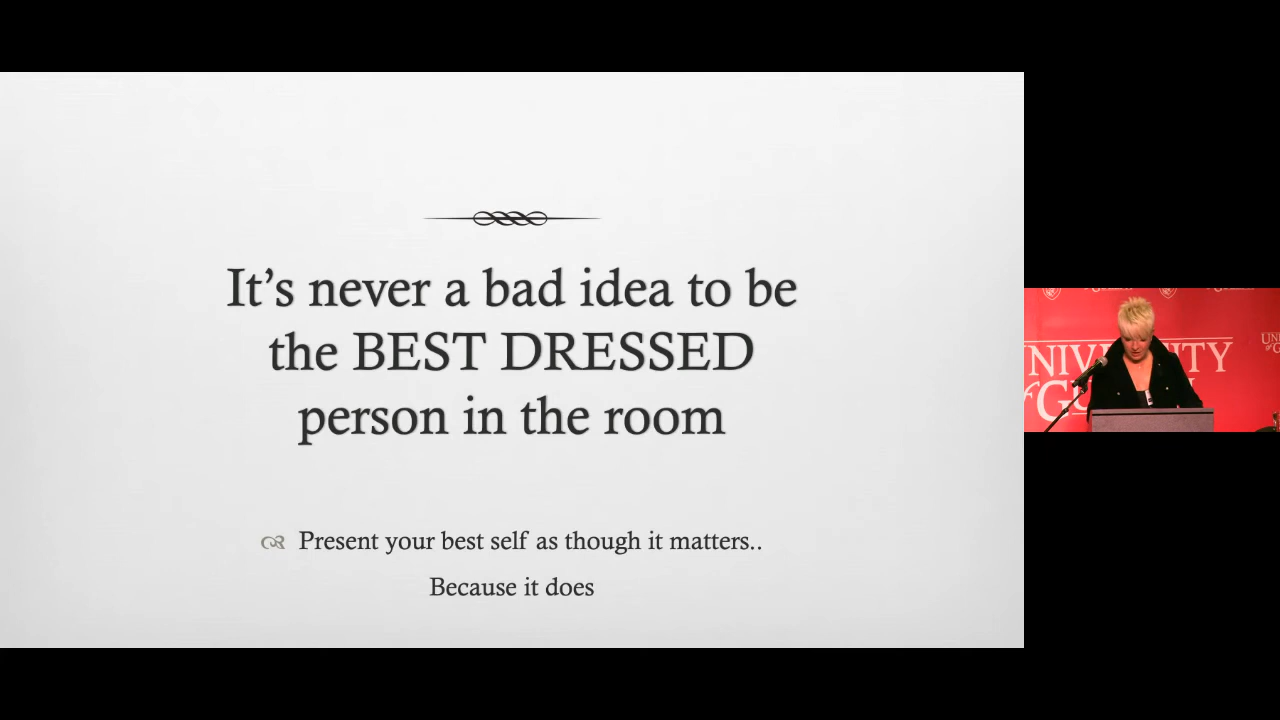 It's never a bad idea to be
the BEST DRESSED
person in the room
Present your best self as though it matters..
Because it does